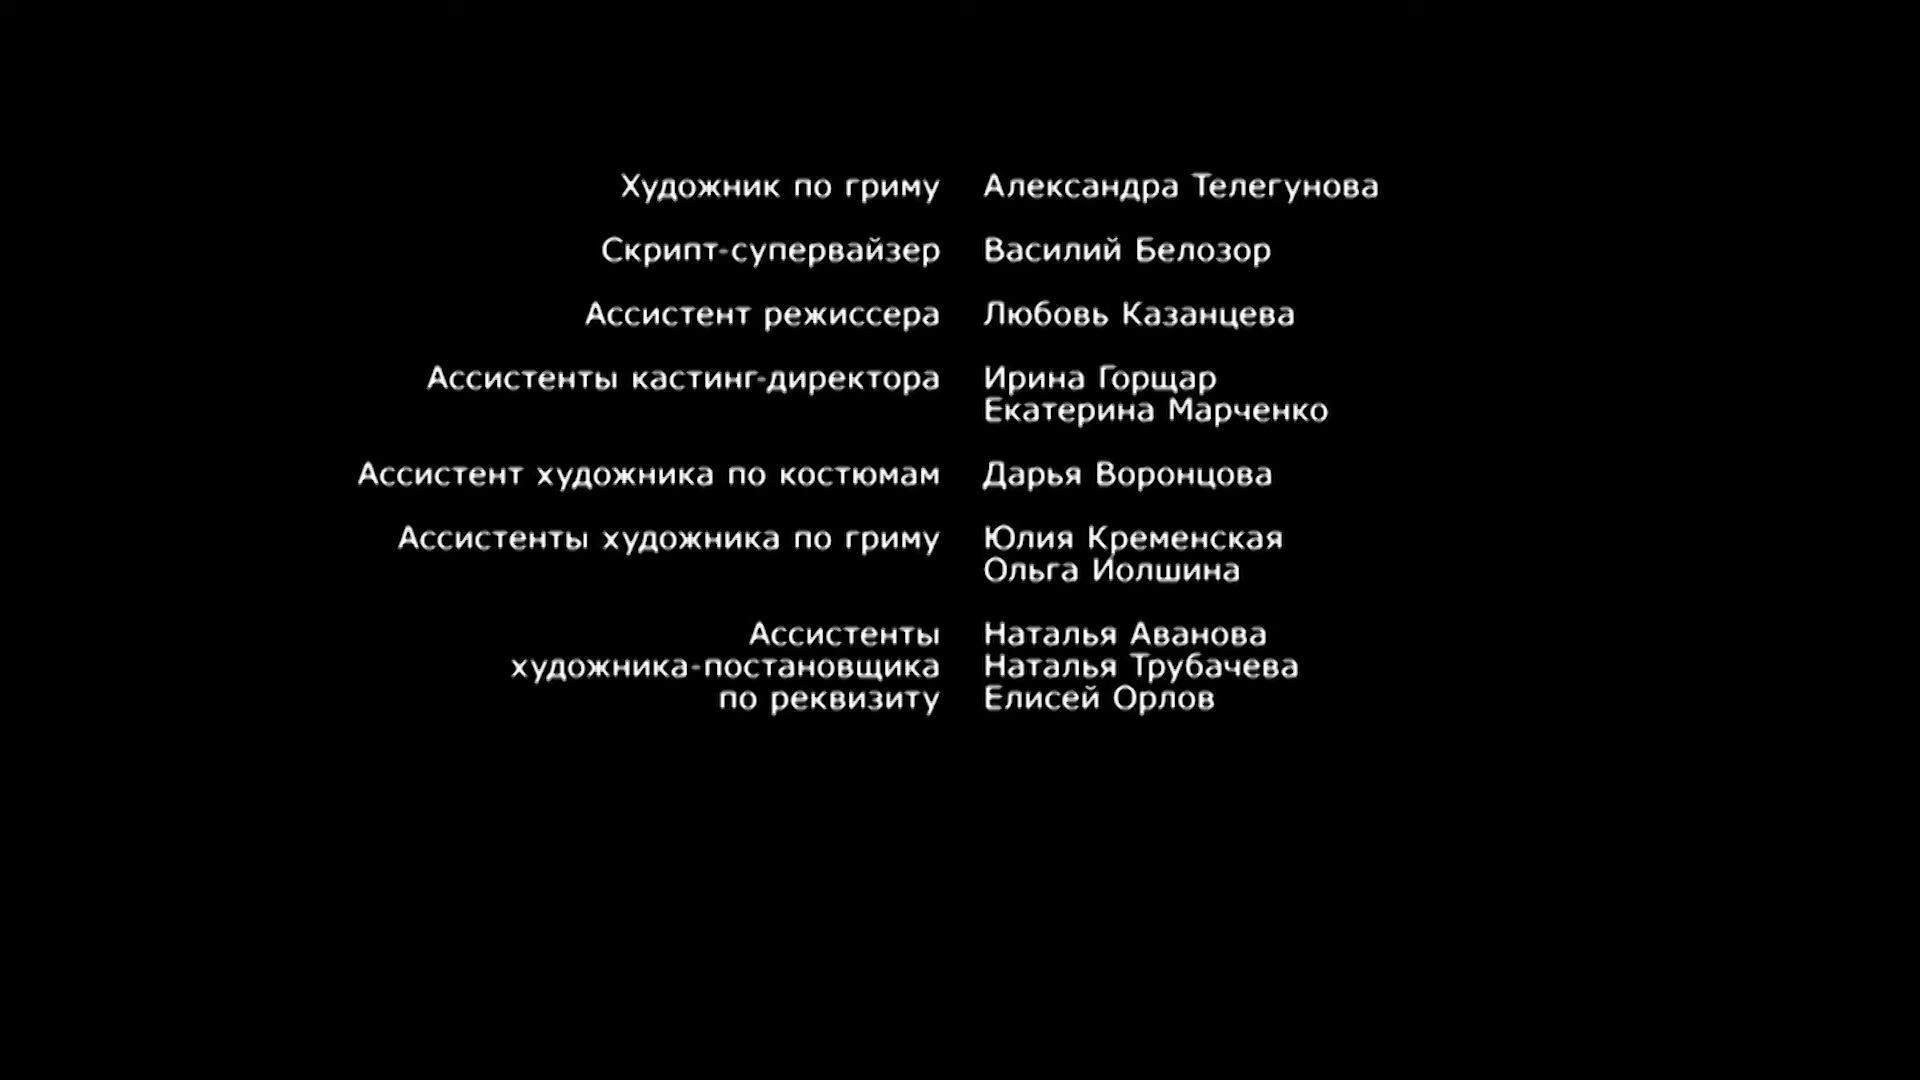 Художник по гриму Александра Телегунова
Скрипт-супервайзер Василий Белозор
Ассистент режиссера Любовь Казанцева
Ассистенты кастинг-директора Ирина Горщар
Екатерина Марченко
Ассистент художника по костюмам Дарья Воронцова
Ассистенты художника по гриму Юлия Кременская
Ольга Иолшина
Ассистенты Наталья Аванова
художника-постановщика Наталья Трубачева
по реквизиту Елисей Орлов